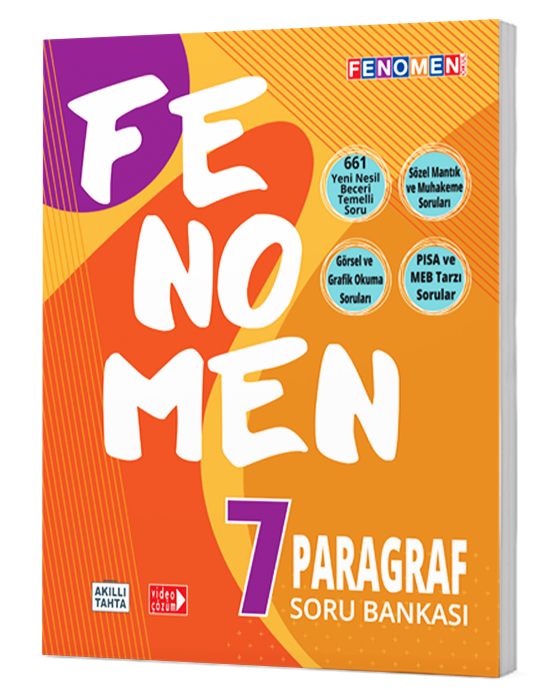 FENOMEN
FE
NO
MEN
661
Yeni Nesil
Beceri
Temelli
Soru
Sözel Mantık
ve Muhakeme
Soruları
Görsel ve
Grafik Okuma
Soruları
PISA ve
MEB Tarzı
Sorular
7 PARAGRAF
SORU BANKASI
AKILLI
TAHTA
video
çözüm